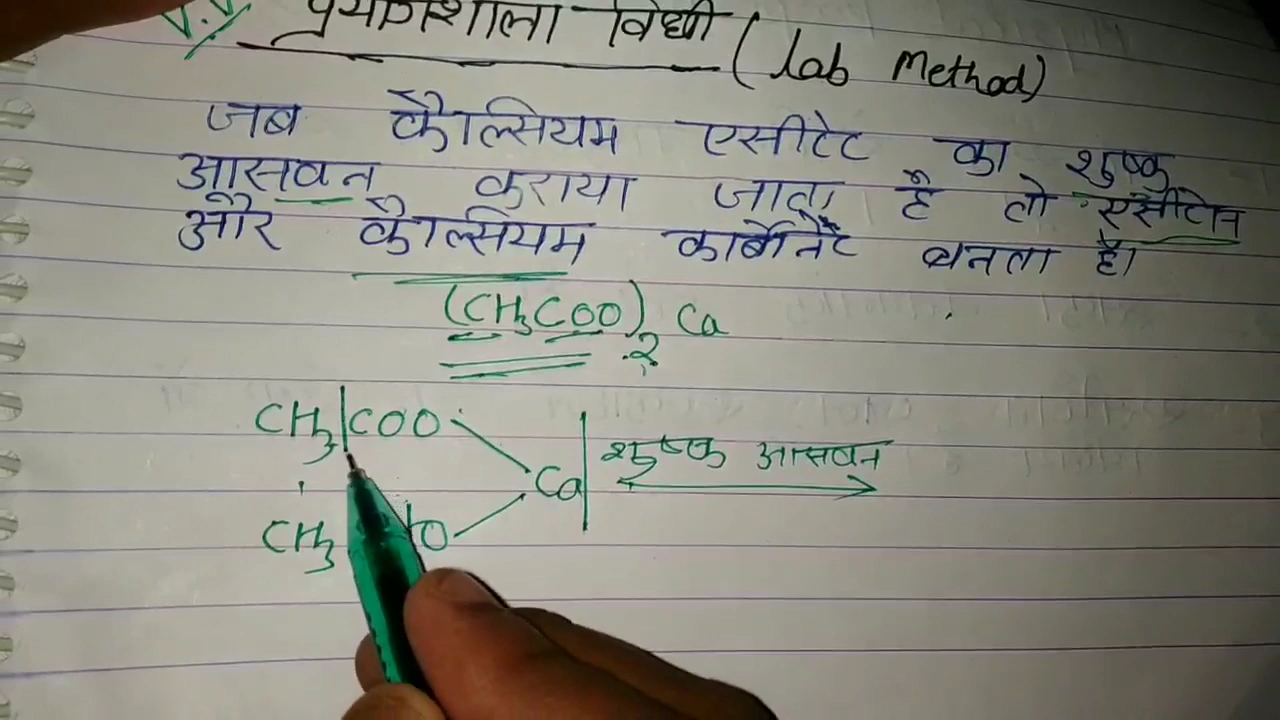 V.V प्रयोगशाला विधी (Lab Method)
जब कैल्सियम एसीटेट का शुष्क
आसवन कराया जाता है तो एसीटोन
और कैल्सियम कार्बोनेट बनता है।
(CH3COO)2 Ca
CH3|COO
Ca शुष्क आसवन
CH3 O